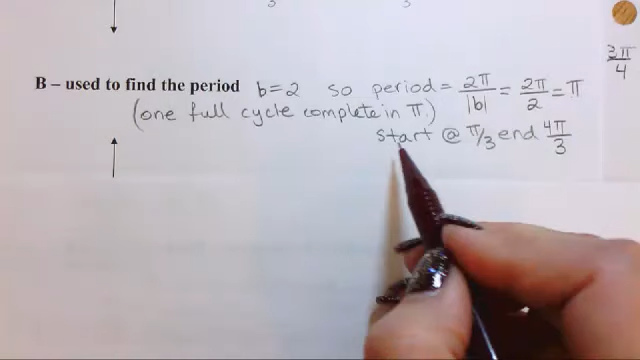 B – used to find the period b = 2 so period = 2π/|b| = 2π/2 = π
(one full cycle complete in π.)
start @ π/3 end 4π/3
3π/4